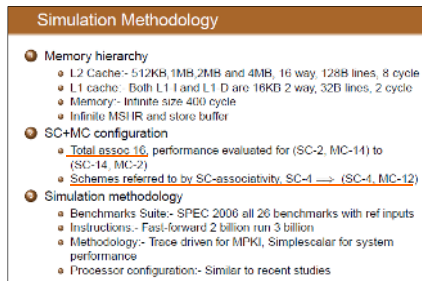 Simulation Methodology
Memory hierarchy
L2 Cache:- 512KB,1MB,2MB and 4MB, 16 way, 128B lines, 8 cycle
L1 cache:- Both L1-I and L1 D are 16KB 2 way, 32B lines, 2 cycle
Memory:- Infinite size 400 cycle
Infinite MSHR and store buffer
SC+MC configuration
Total assoc 16, performance evaluated for (SC-2, MC-14) to
(SC-14, MC-2)
Schemes referred to by SC-associativity, SC-4 ⟹ (SC-4, MC-12)
Simulation methodology
Benchmarks Suite:- SPEC 2006 all 26 benchmarks with ref inputs
Instructions:- Fast-forward 2 billion run 3 billion
Methodology:- Trace driven for MPKI, Simplescalar for system
performance
Processor configuration:- Similar to recent studies